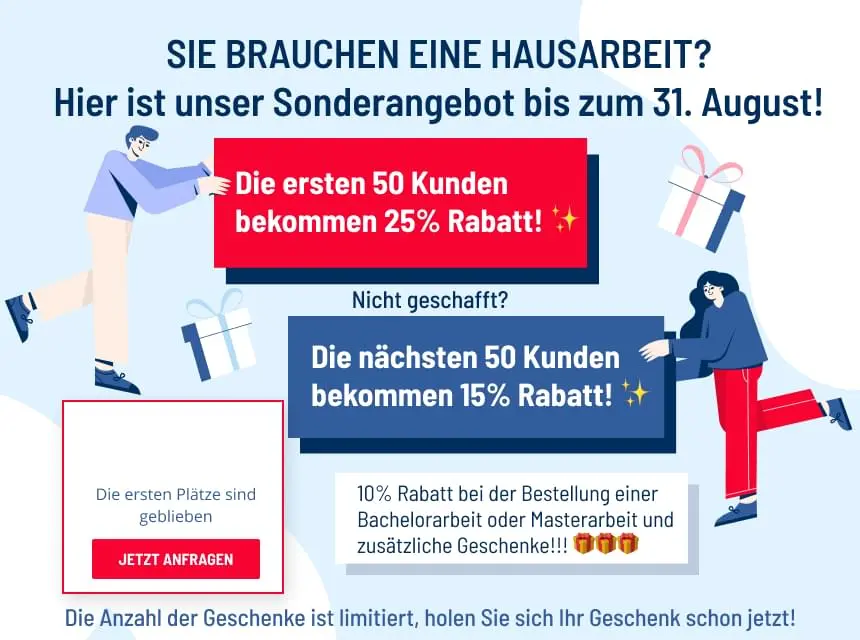 SIE BRAUCHEN EINE HAUSARBEIT?
Hier ist unser Sonderangebot bis zum 31. August!
Die ersten 50 Kunden
bekommen 25% Rabatt! ✨
Nicht geschafft?
Die nächsten 50 Kunden
bekommen 15% Rabatt! ✨
Die ersten Plätze sind
geblieben
JETZT ANFRAGEN
10% Rabatt bei der Bestellung einer
Bachelorarbeit oder Masterarbeit und
zusätzliche Geschenke!!! 🎁🎁🎁
Die Anzahl der Geschenke ist limitiert, holen Sie sich Ihr Geschenk schon jetzt!